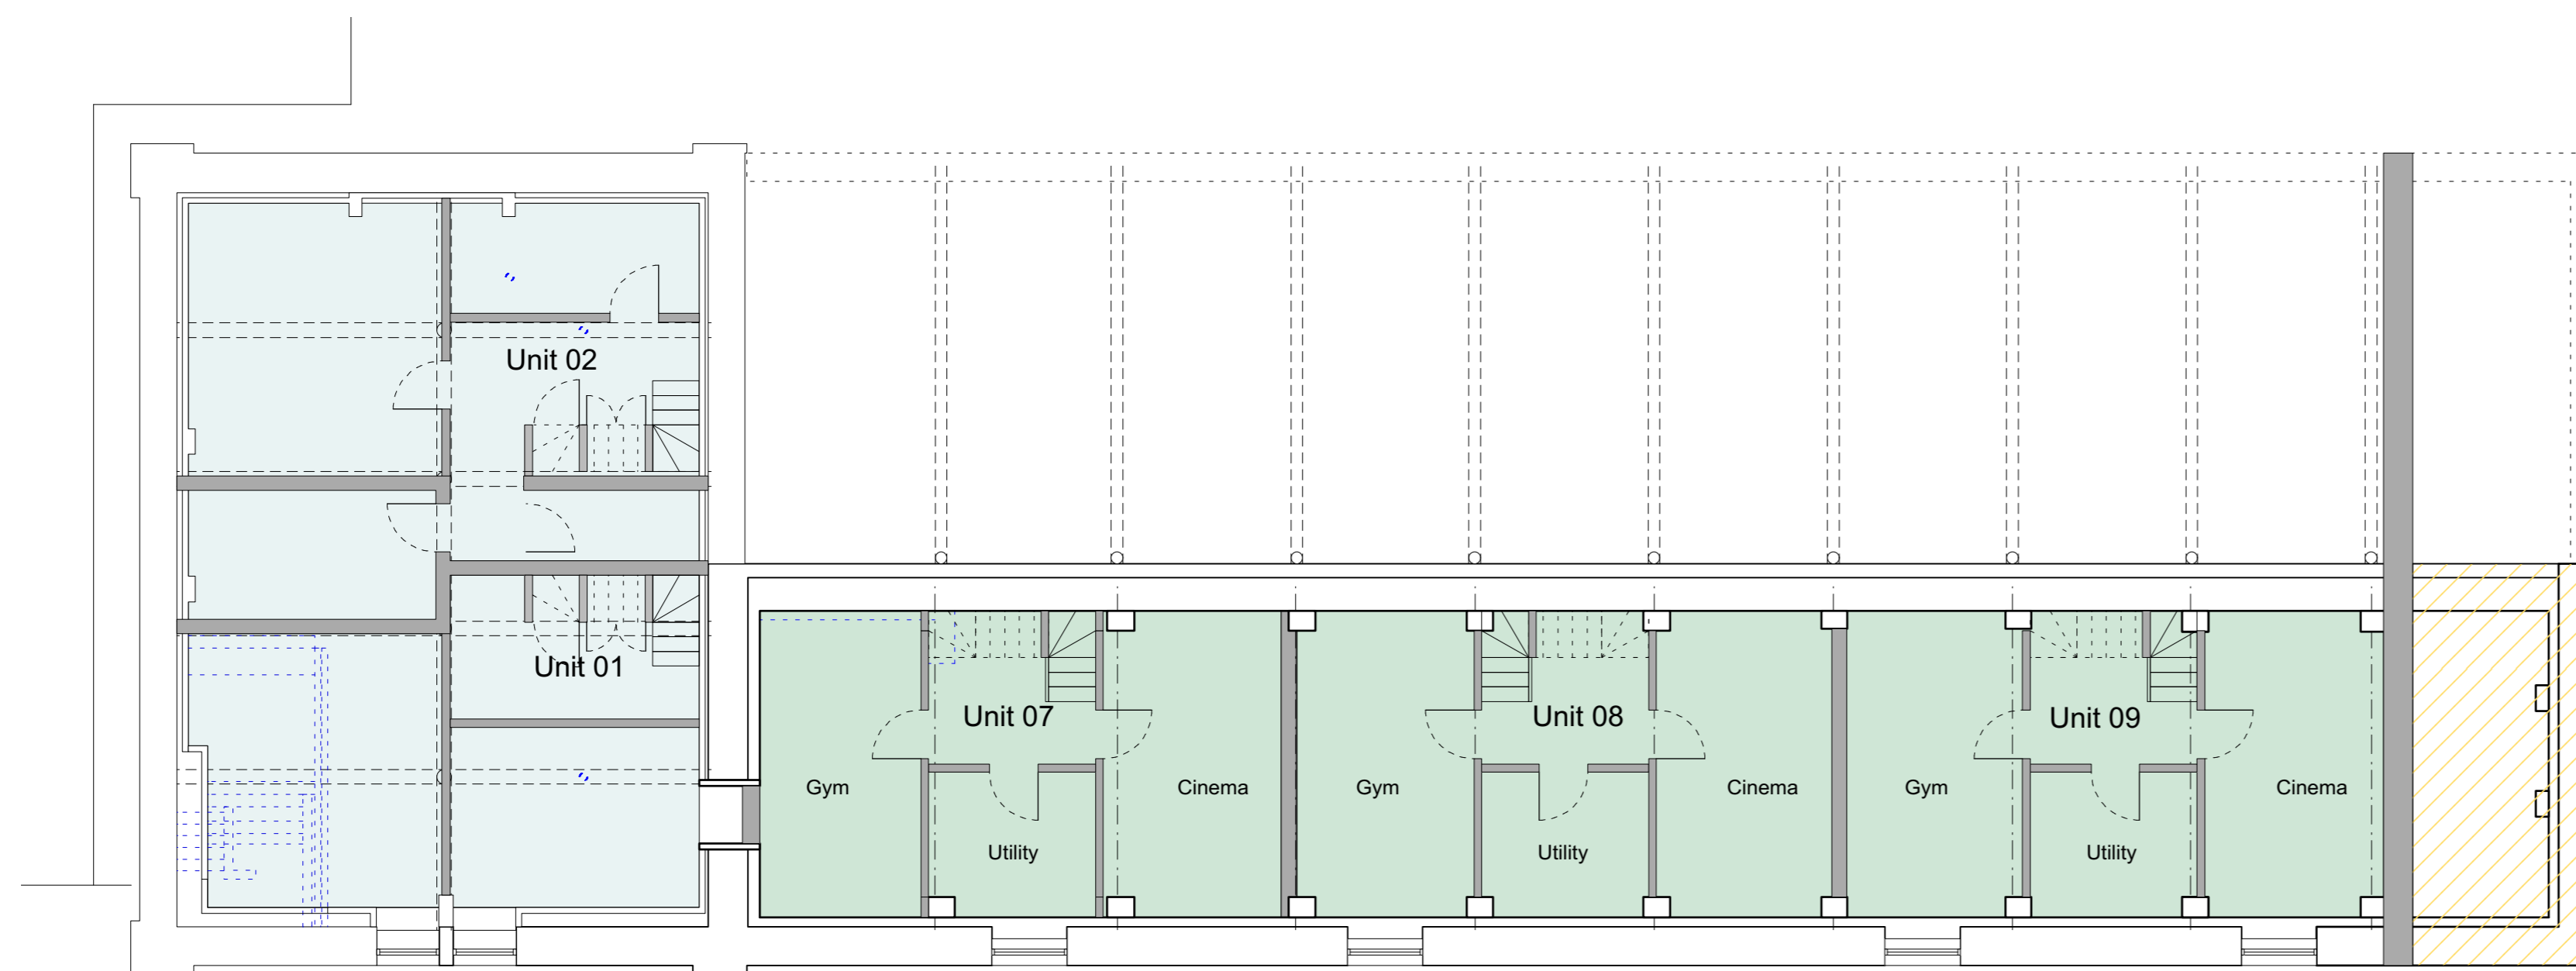 Unit 02
Unit 01
Unit 07
Unit 08
Unit 09
Gym
Cinema
Gym
Cinema
Gym
Cinema
Utility
Utility
Utility